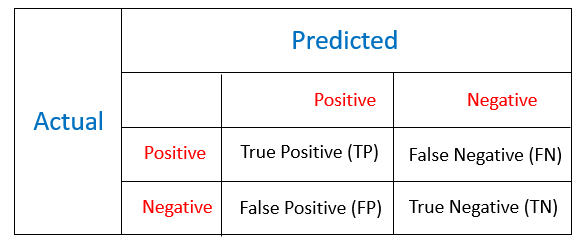 Predicted
Actual
Positive Negative
Positive True Positive (TP) False Negative (FN)
Negative False Positive (FP) True Negative (TN)